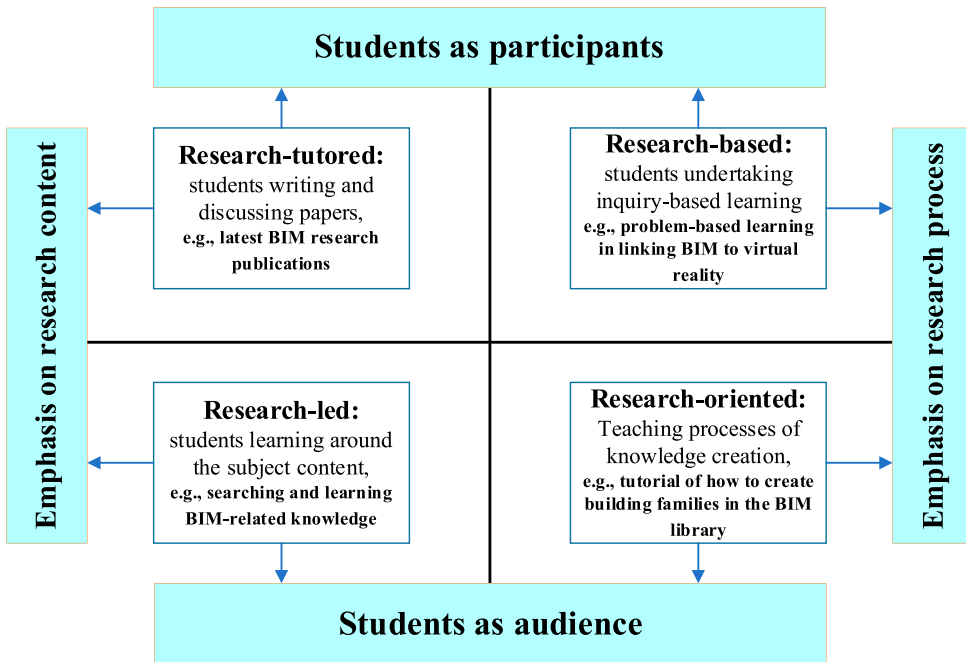 Students as participants
Emphasis on research content
Research-tutored:
students writing and
discussing papers,
e.g., latest BIM research
publications
Research-based:
students undertaking
inquiry-based learning
e.g., problem-based learning
in linking BIM to virtual
reality
Emphasis on research process
Research-led:
students learning around
the subject content,
e.g., searching and learning
BIM-related knowledge
Research-oriented:
Teaching processes of
knowledge creation,
e.g., tutorial of how to create
building families in the BIM
library
Students as audience